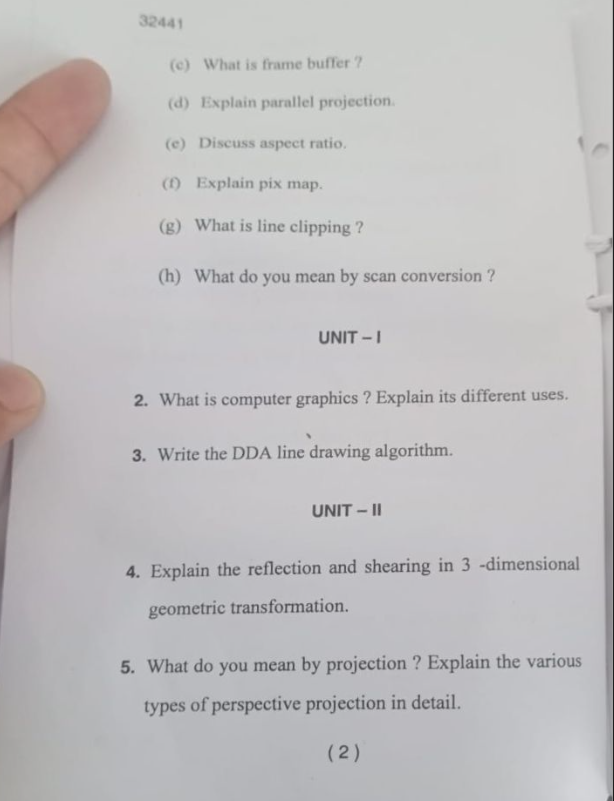 32441
(c) What is frame buffer ?
(d) Explain parallel projection.
(e) Discuss aspect ratio.
(f) Explain pix map.
(g) What is line clipping ?
(h) What do you mean by scan conversion ?
UNIT – I
2. What is computer graphics ? Explain its different uses.
3. Write the DDA line drawing algorithm.
UNIT – II
4. Explain the reflection and shearing in 3 -dimensional
geometric transformation.
5. What do you mean by projection ? Explain the various
types of perspective projection in detail.
( 2 )